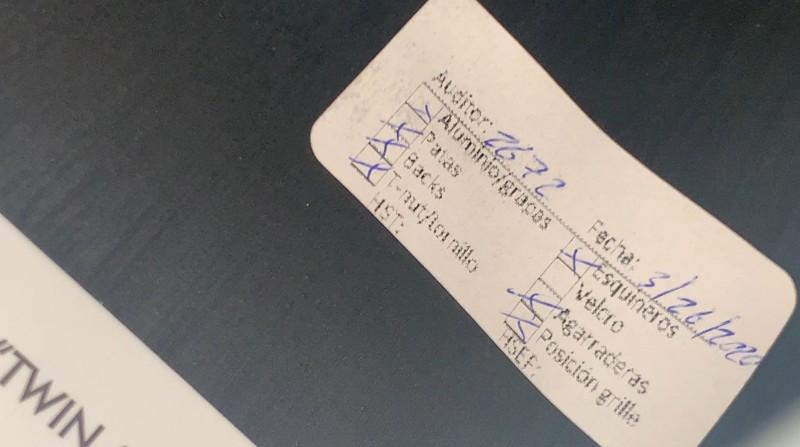 Auditor: 2672 Fecha: 3/26/2020
Aluminio/grapas Esquineros
Patas Velcro
Backs Agarraderas
T-nut/tornillo Posición grille
HST: HSEF:
"TWIN